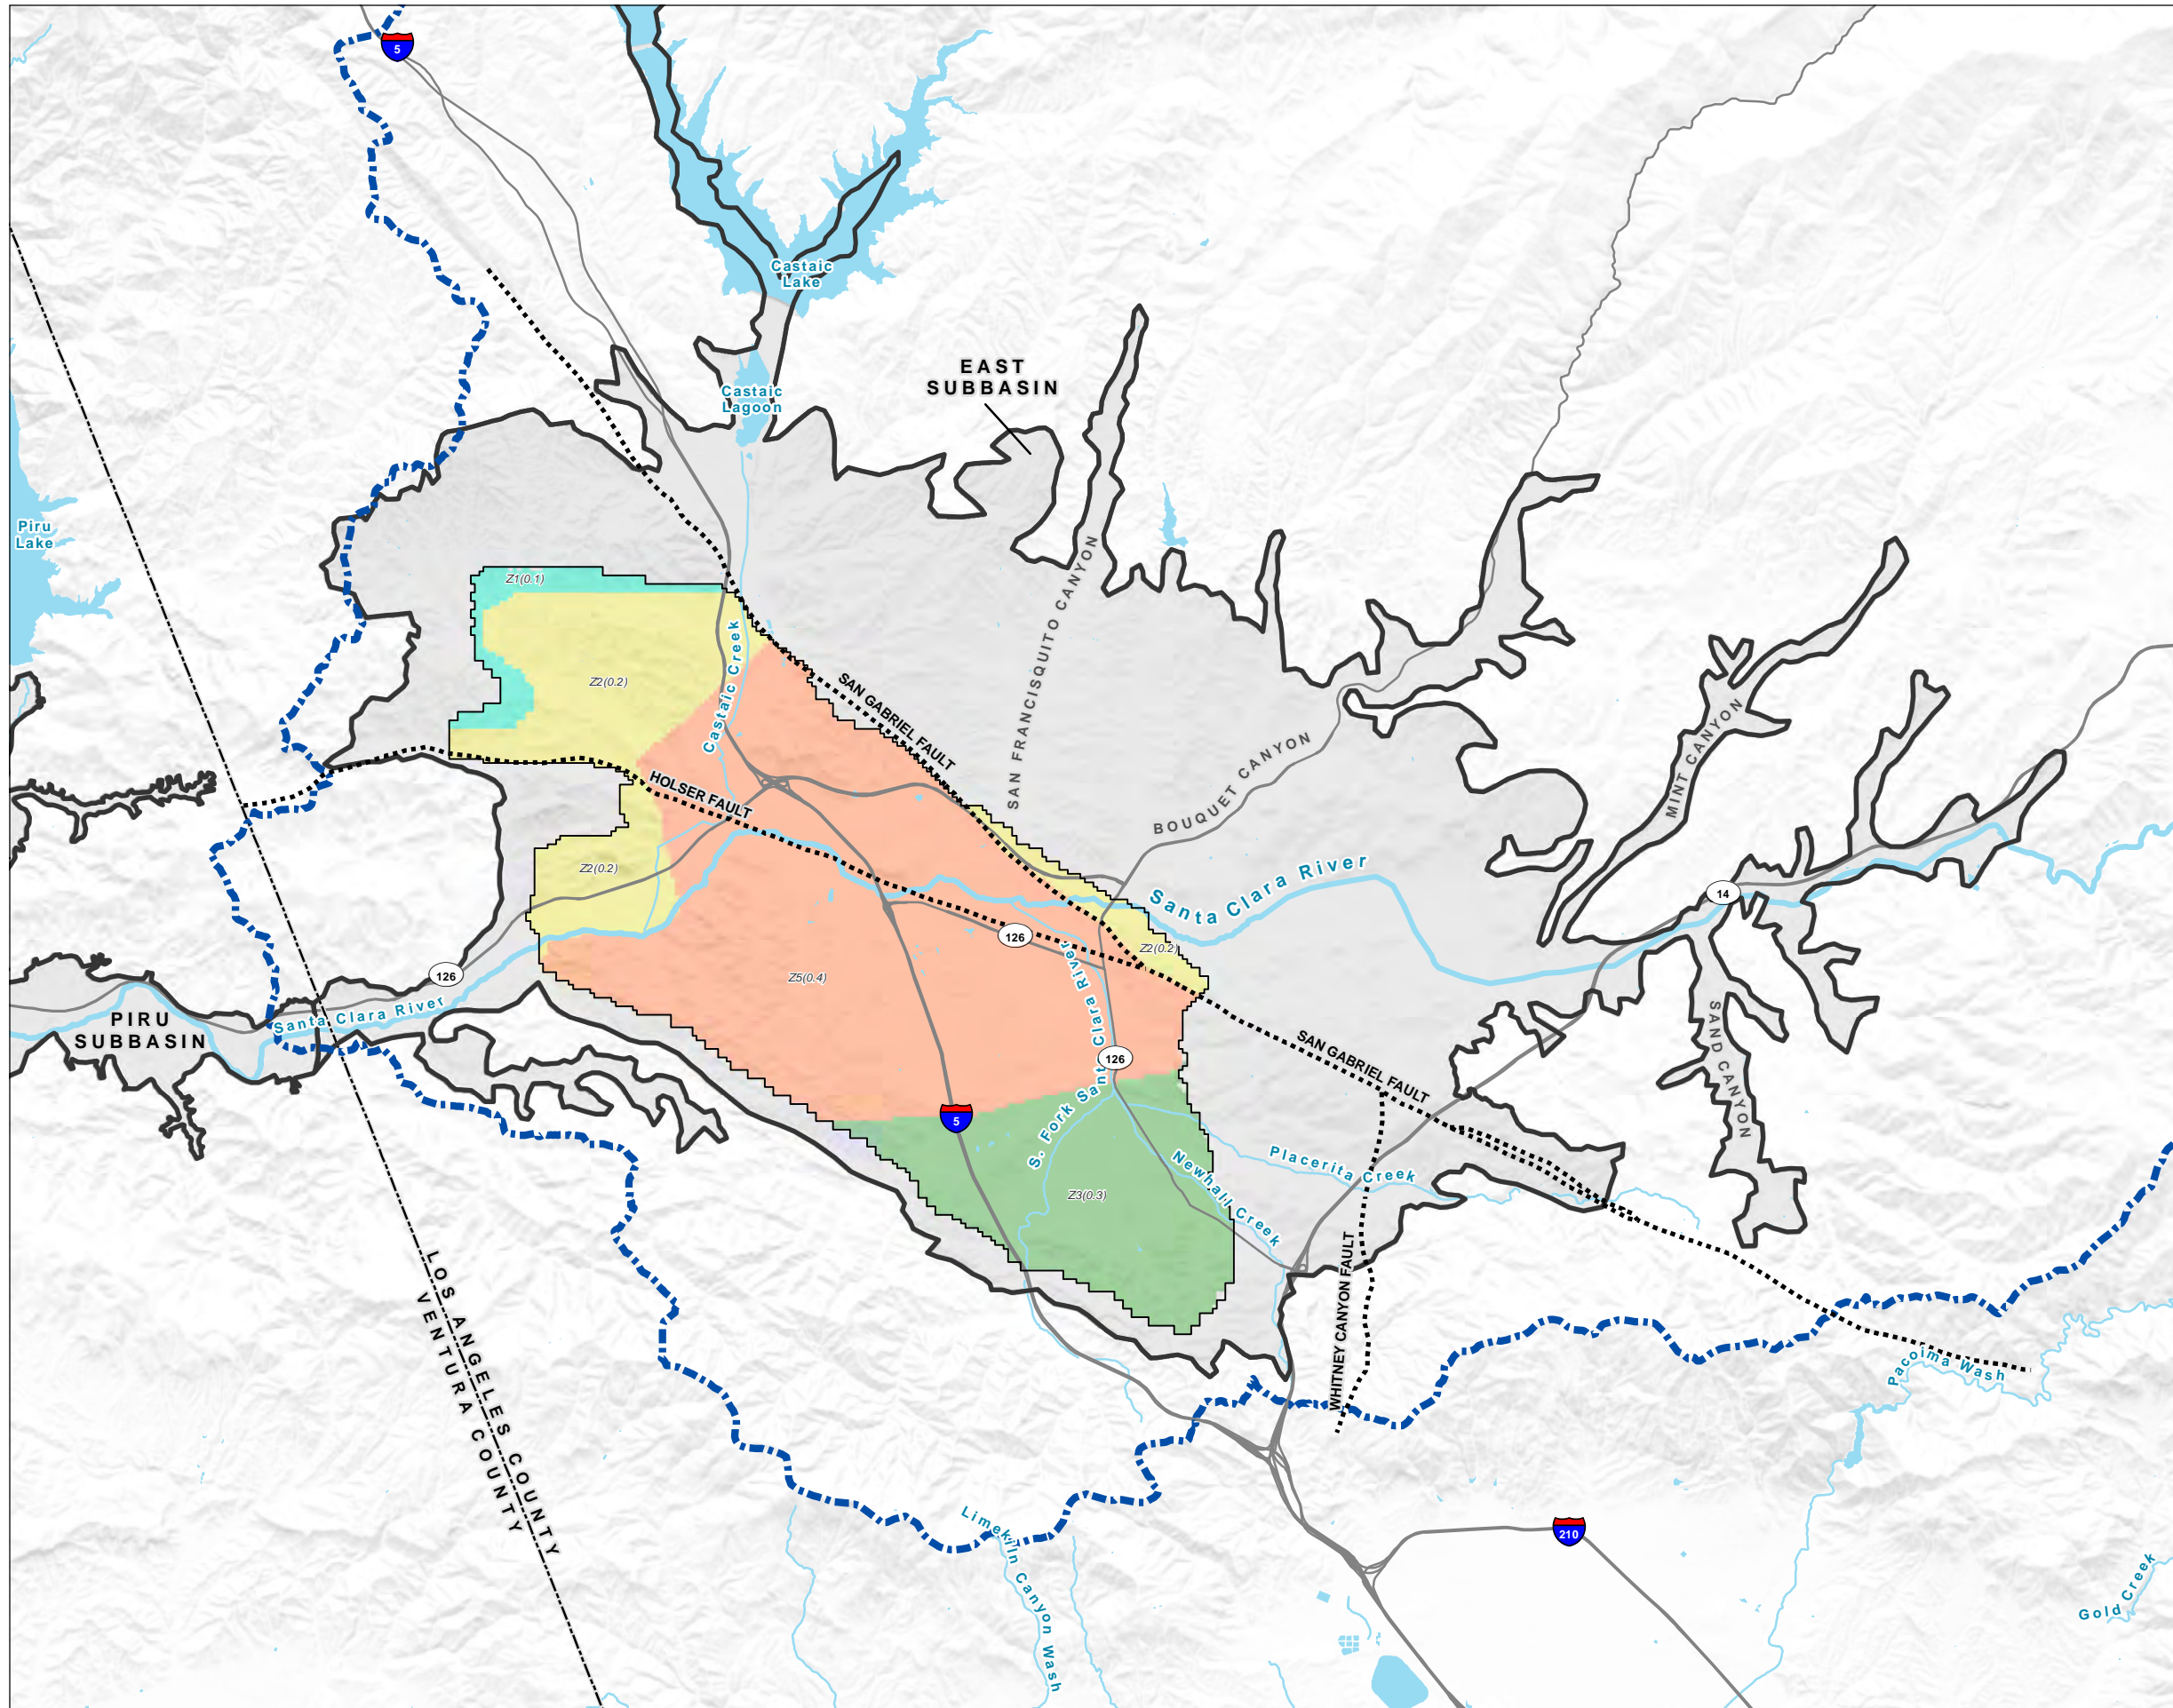 5
Castaic
Lake
EAST
SUBBASIN
Castaic
Lagoon
Piru
Lake
SAN FRANCISQUITO CANYON
Z1(0.1)
Z2(0.2)
Castaic Creek
SAN GABRIEL FAULT
BOUQUET CANYON
MINT CANYON
HOLSER FAULT
Z2(0.2)
Santa Clara River
14
126
Z2(0.2)
126
Z5(0.4)
PIRU
SUBBASIN
Santa Clara River
S. Fork Santa Clara River
126
SAN GABRIEL FAULT
SAND CANYON
5
Newhall Creek
Placerita Creek
Z3(0.3)
WHITNEY CANYON FAULT
LOS ANGELES COUNTY
VENTURA COUNTY
Pacoima Wash
Limekiln Canyon Wash
210
Gold Creek